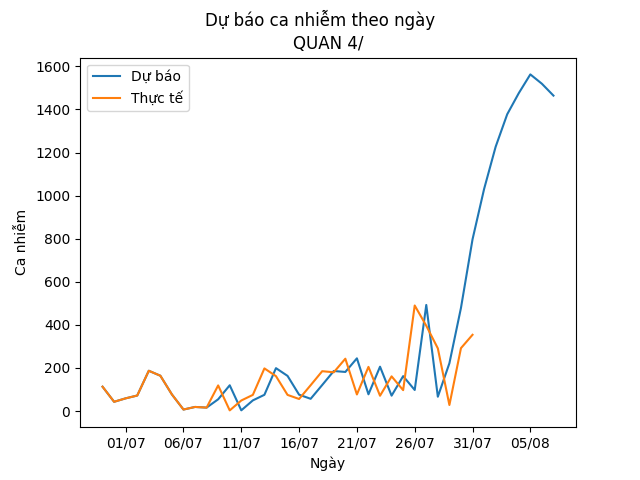 Dự báo ca nhiễm theo ngày
QUAN 4/
Dự báo
Thực tế
1600
1400
1200
1000
800
600
400
200
0
Ca nhiễm
01/07 06/07 11/07 16/07 21/07 26/07 31/07 05/08
Ngày